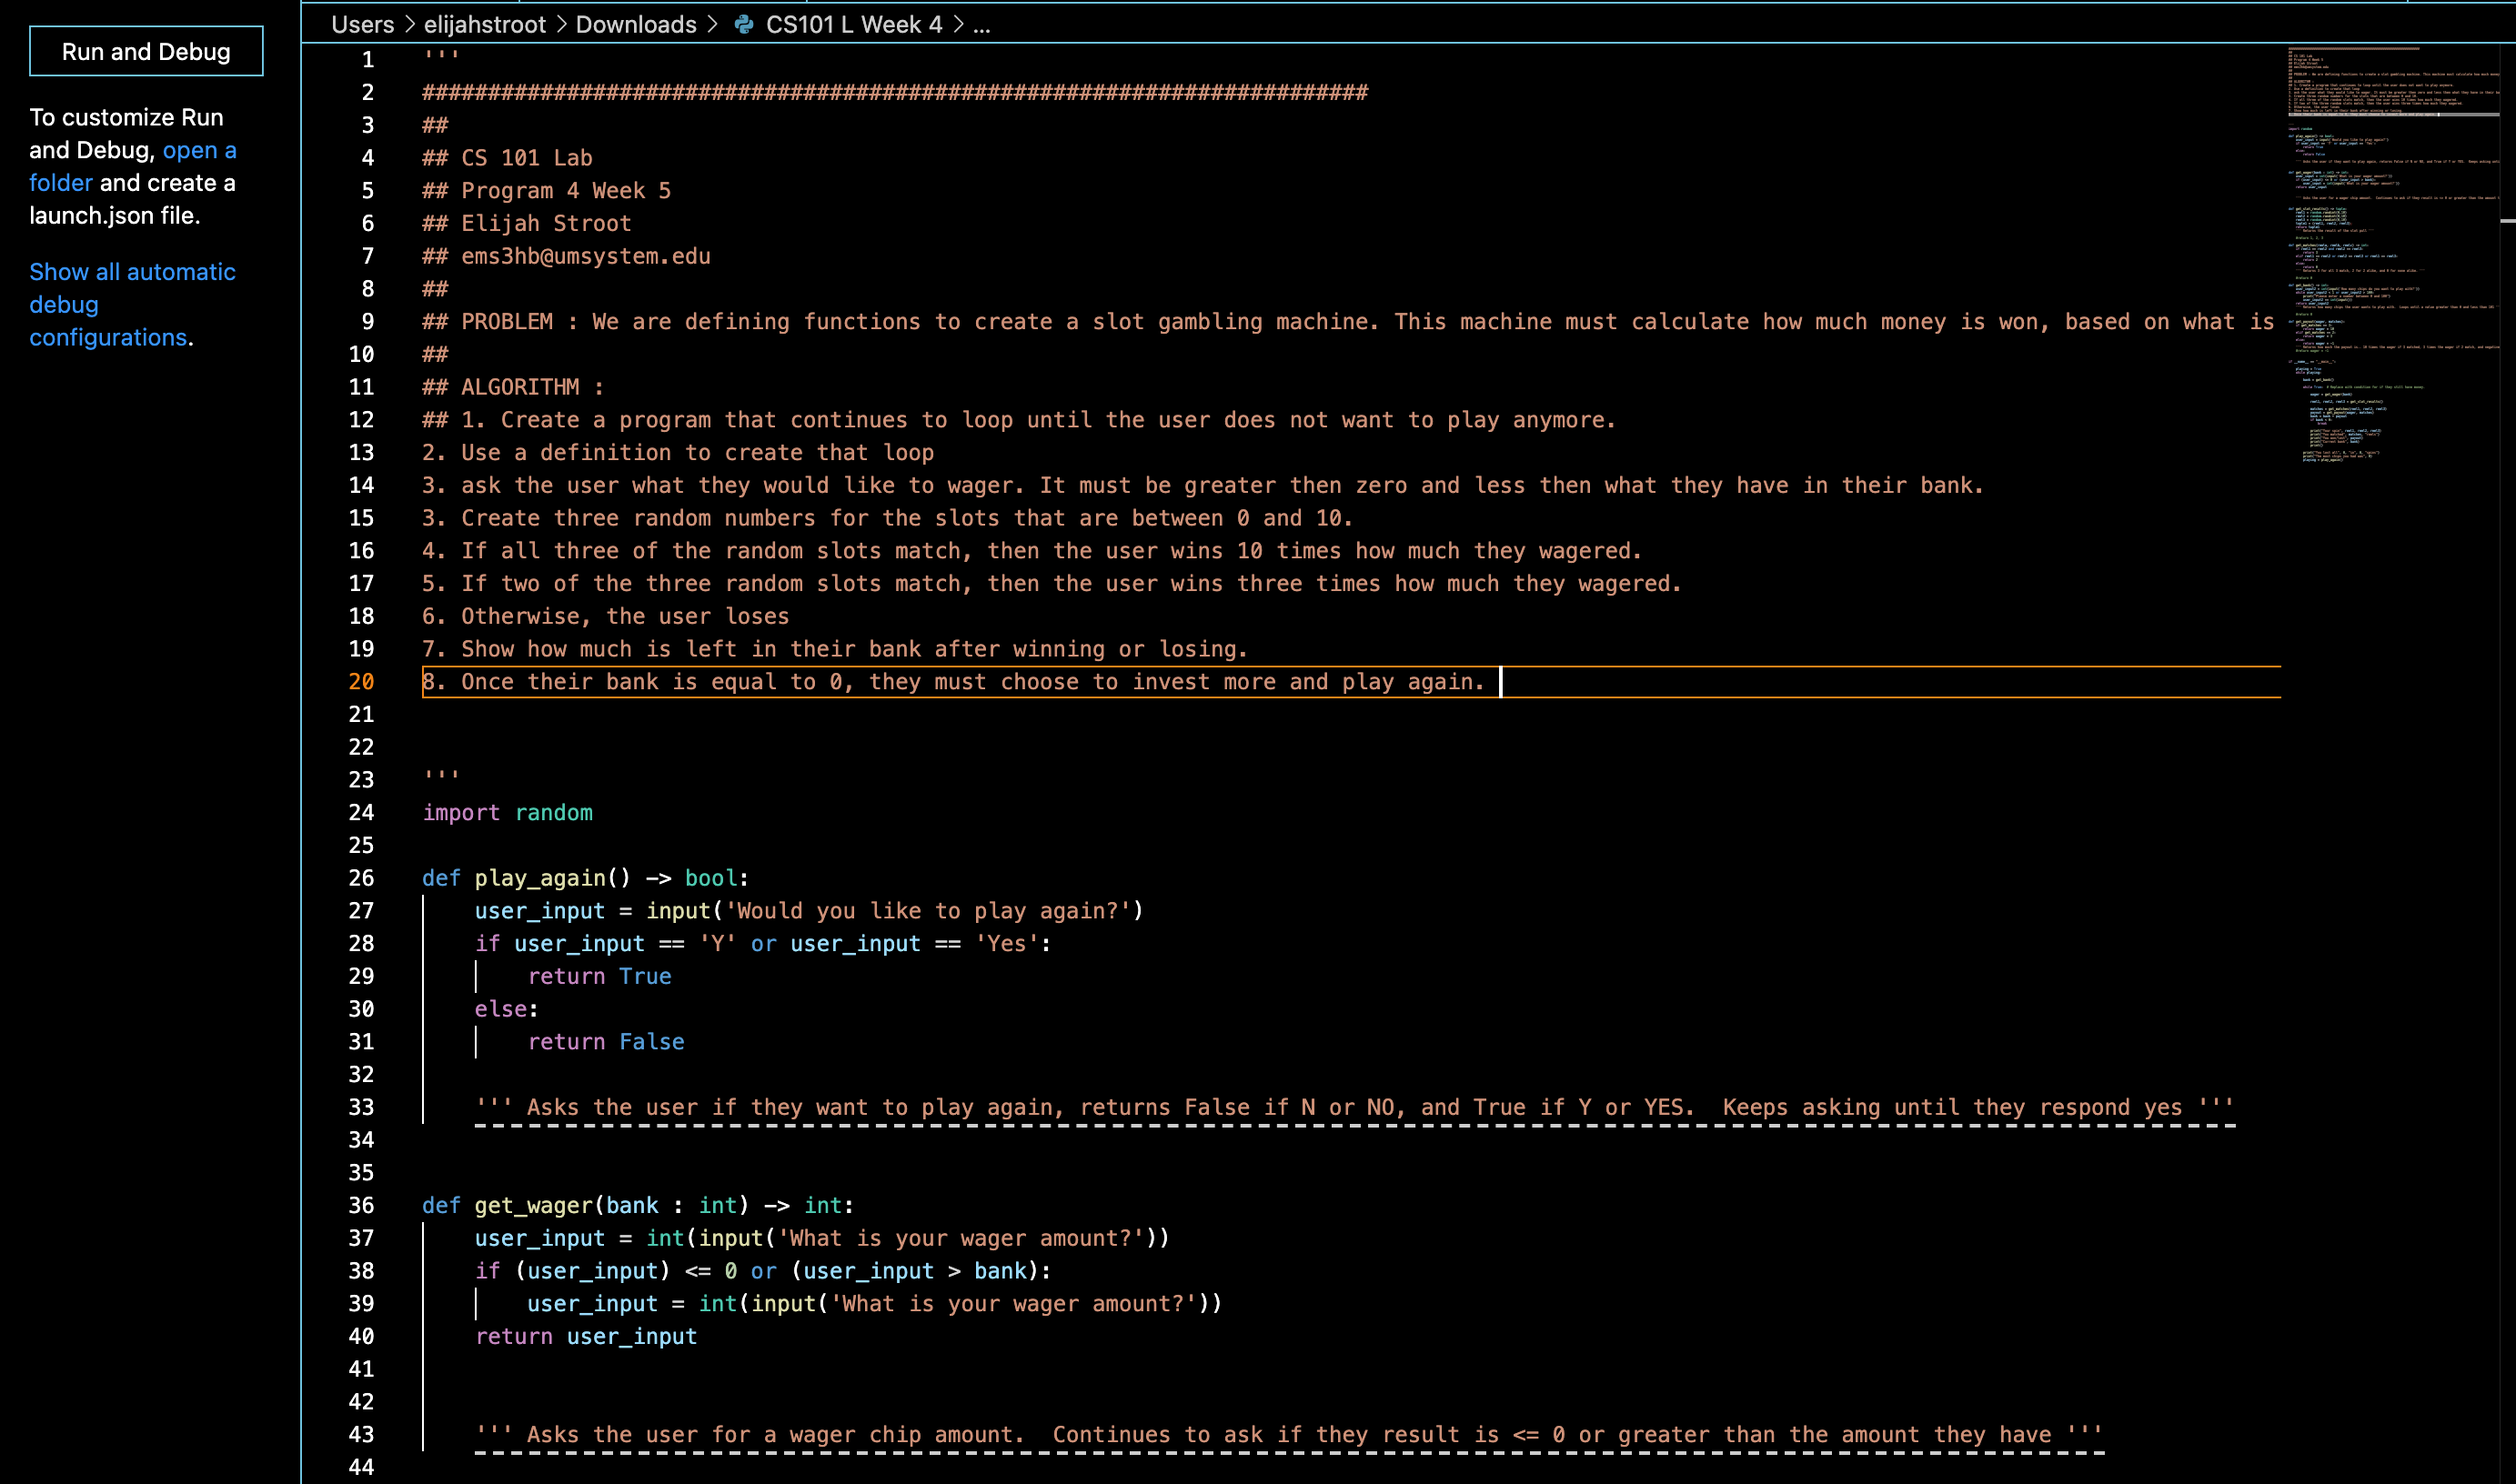 Users > elijahstroot > Downloads > CS101 L Week 4 > ...
Run and Debug
To customize Run
and Debug, open a
folder and create a
launch.json file.
Show all automatic
debug
configurations.
1 '''
2 ########################################################################
3 ##
4 ## CS 101 Lab
5 ## Program 4 Week 5
6 ## Elijah Stroot
7 ## ems3hb@umsystem.edu
8 ##
9 ## PROBLEM : We are defining functions to create a slot gambling machine. This machine must calculate how much money is won, based on what is
10 ##
11 ## ALGORITHM :
12 ## 1. Create a program that continues to loop until the user does not want to play anymore.
13 2. Use a definition to create that loop
14 3. ask the user what they would like to wager. It must be greater then zero and less then what they have in their bank.
15 3. Create three random numbers for the slots that are between 0 and 10.
16 4. If all three of the random slots match, then the user wins 10 times how much they wagered.
17 5. If two of the three random slots match, then the user wins three times how much they wagered.
18 6. Otherwise, the user loses
19 7. Show how much is left in their bank after winning or losing.
20 8. Once their bank is equal to 0, they must choose to invest more and play again.
21
22
23 '''
24 import random
25
26 def play_again() -> bool:
27     user_input = input('Would you like to play again?')
28     if user_input == 'Y' or user_input == 'Yes':
29         return True
30     else:
31         return False
32
33     ''' Asks the user if they want to play again, returns False if N or NO, and True if Y or YES.  Keeps asking until they respond yes '''
34
35
36 def get_wager(bank : int) -> int:
37     user_input = int(input('What is your wager amount?'))
38     if (user_input) <= 0 or (user_input > bank):
39         user_input = int(input('What is your wager amount?'))
40     return user_input
41
42
43     ''' Asks the user for a wager chip amount.  Continues to ask if they result is <= 0 or greater than the amount they have '''
44